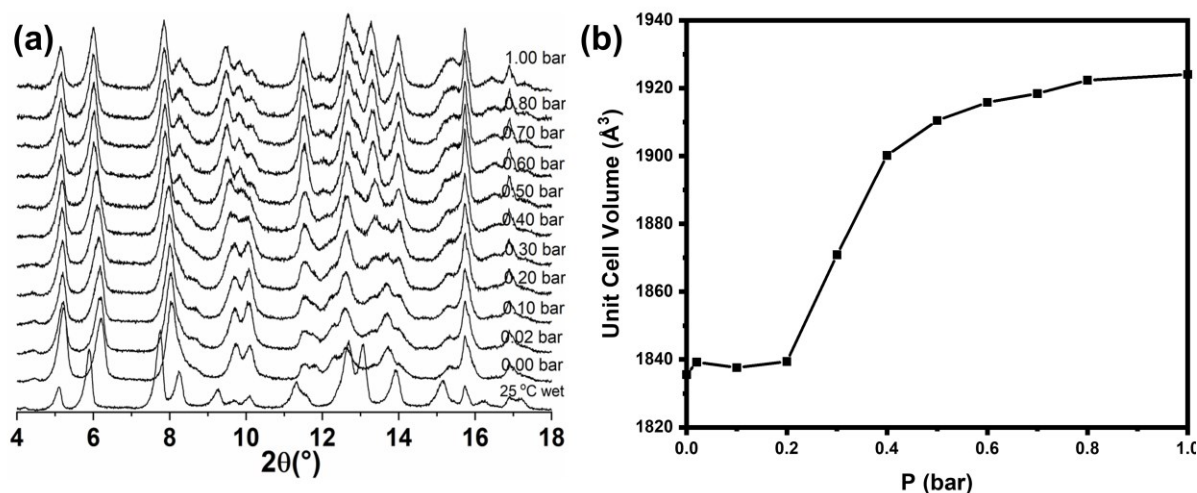 (a)
1.00 bar
0.80 bar
0.70 bar
0.60 bar
0.50 bar
0.40 bar
0.30 bar
0.20 bar
0.10 bar
0.02 bar
0.00 bar
25 °C wet
4 6 8 10 12 14 16 18
2θ(°)
(b)
1940
1920
1900
1880
1860
1840
1820
Unit Cell Volume (Å³)
0.0 0.2 0.4 0.6 0.8 1.0
P (bar)